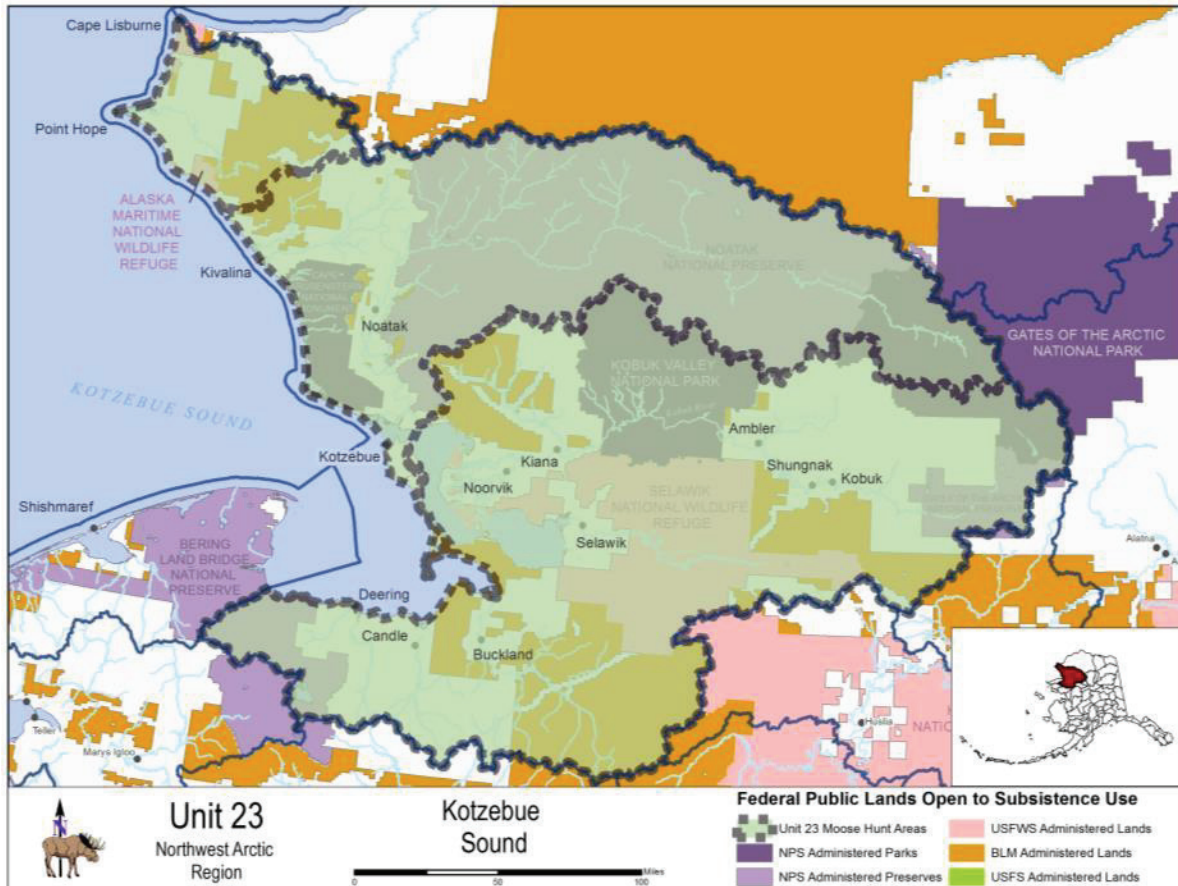 Cape Lisburne
Point Hope
ALASKA
MARITIME
NATIONAL
WILDLIFE
REFUGE
Kivalina
NOATAK
NATIONAL PRESERVE
Noatak
GATES OF THE ARCTIC
NATIONAL PARK
KOBUK VALLEY
NATIONAL PARK
Kobuk River
KOTZEBUE SOUND
Kotzebue
Ambler
Kiana
Shungnak
Kobuk
Noorvik
SELAWIK
NATIONAL WILDLIFE
REFUGE
Shishmaref
Selawik
BERING
LAND BRIDGE
NATIONAL
PRESERVE
Alatna
Deering
Candle
Buckland
Huslia
Teller
Marys Igloo
N
Unit 23
Northwest Arctic
Region
Kotzebue
Sound
Miles
0 50 100
Federal Public Lands Open to Subsistence Use
Unit 23 Moose Hunt Areas
NPS Administered Parks
NPS Administered Preserves
USFWS Administered Lands
BLM Administered Lands
USFS Administered Lands